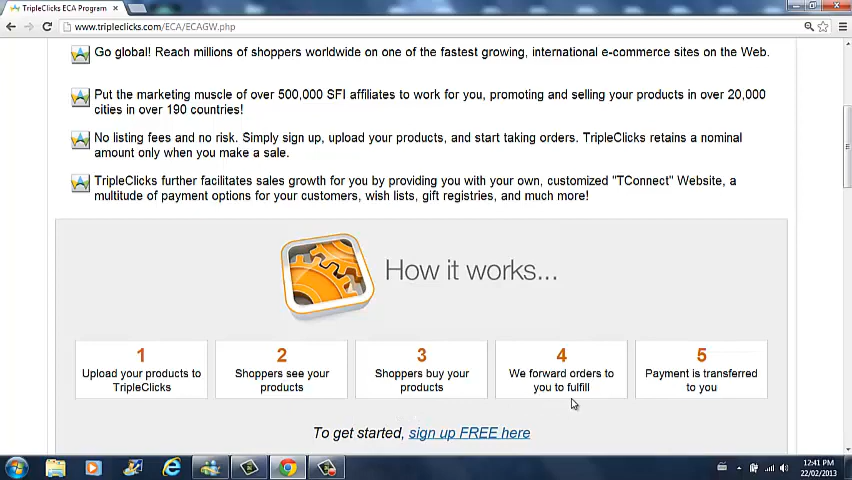 TripleClicks ECA Program
www.tripleclicks.com/ECA/ECAGW.php
Go global! Reach millions of shoppers worldwide on one of the fastest growing, international e-commerce sites on the Web.
Put the marketing muscle of over 500,000 SFI affiliates to work for you, promoting and selling your products in over 20,000
cities in over 190 countries!
No listing fees and no risk. Simply sign up, upload your products, and start taking orders. TripleClicks retains a nominal
amount only when you make a sale.
TripleClicks further facilitates sales growth for you by providing you with your own, customized "TConnect" Website, a
multitude of payment options for your customers, wish lists, gift registries, and much more!
How it works...
1
Upload your products to
TripleClicks
2
Shoppers see your
products
3
Shoppers buy your
products
4
We forward orders to
you to fulfill
5
Payment is transferred
to you
To get started, sign up FREE here
12:41 PM
22/02/2013